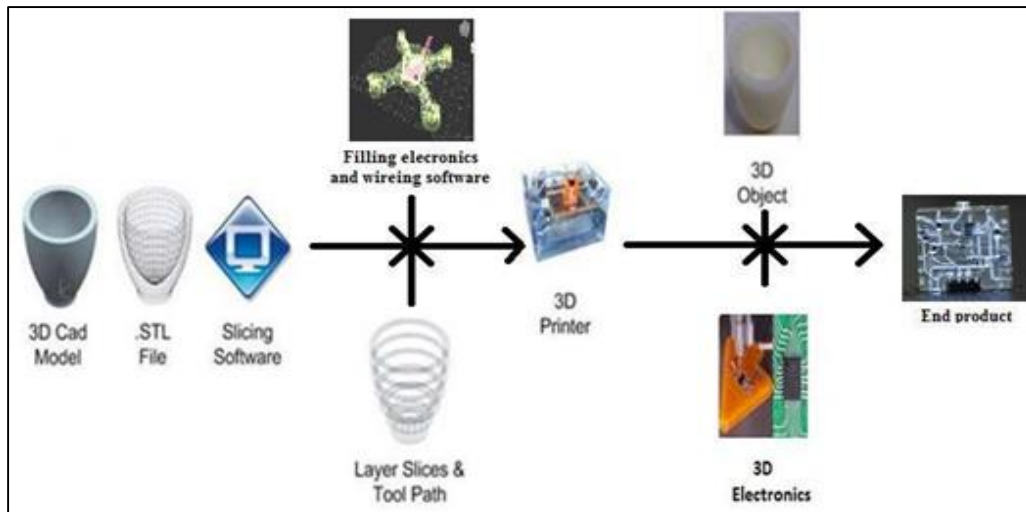 Filling elecronics
and wireing software
3D
Object
3D Cad
Model
.STL
File
Slicing
Software
3D
Printer
End product
Layer Slices &
Tool Path
3D
Electronics